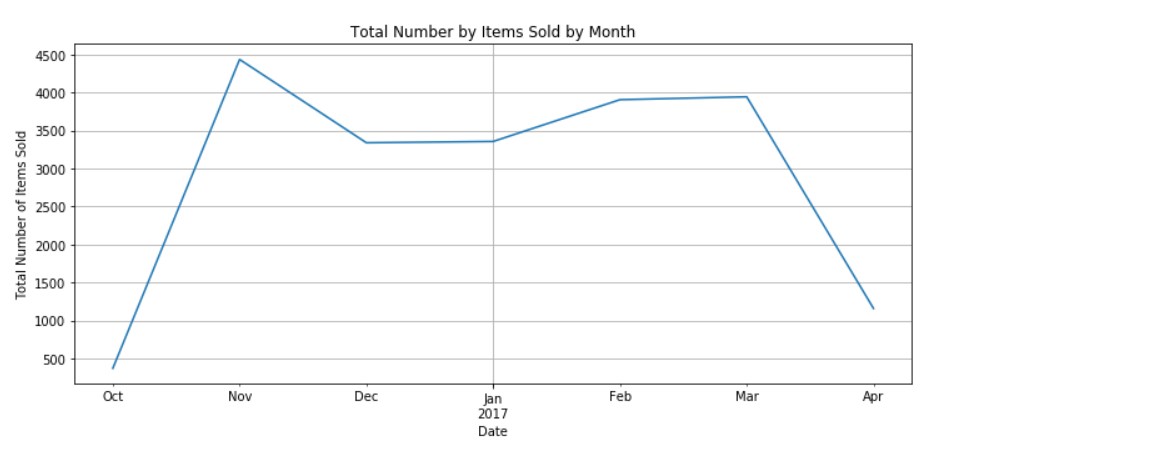 Total Number by Items Sold by Month
Total Number of Items Sold
4500
4000
3500
3000
2500
2000
1500
1000
500
Oct Nov Dec Jan Feb Mar Apr
2017
Date